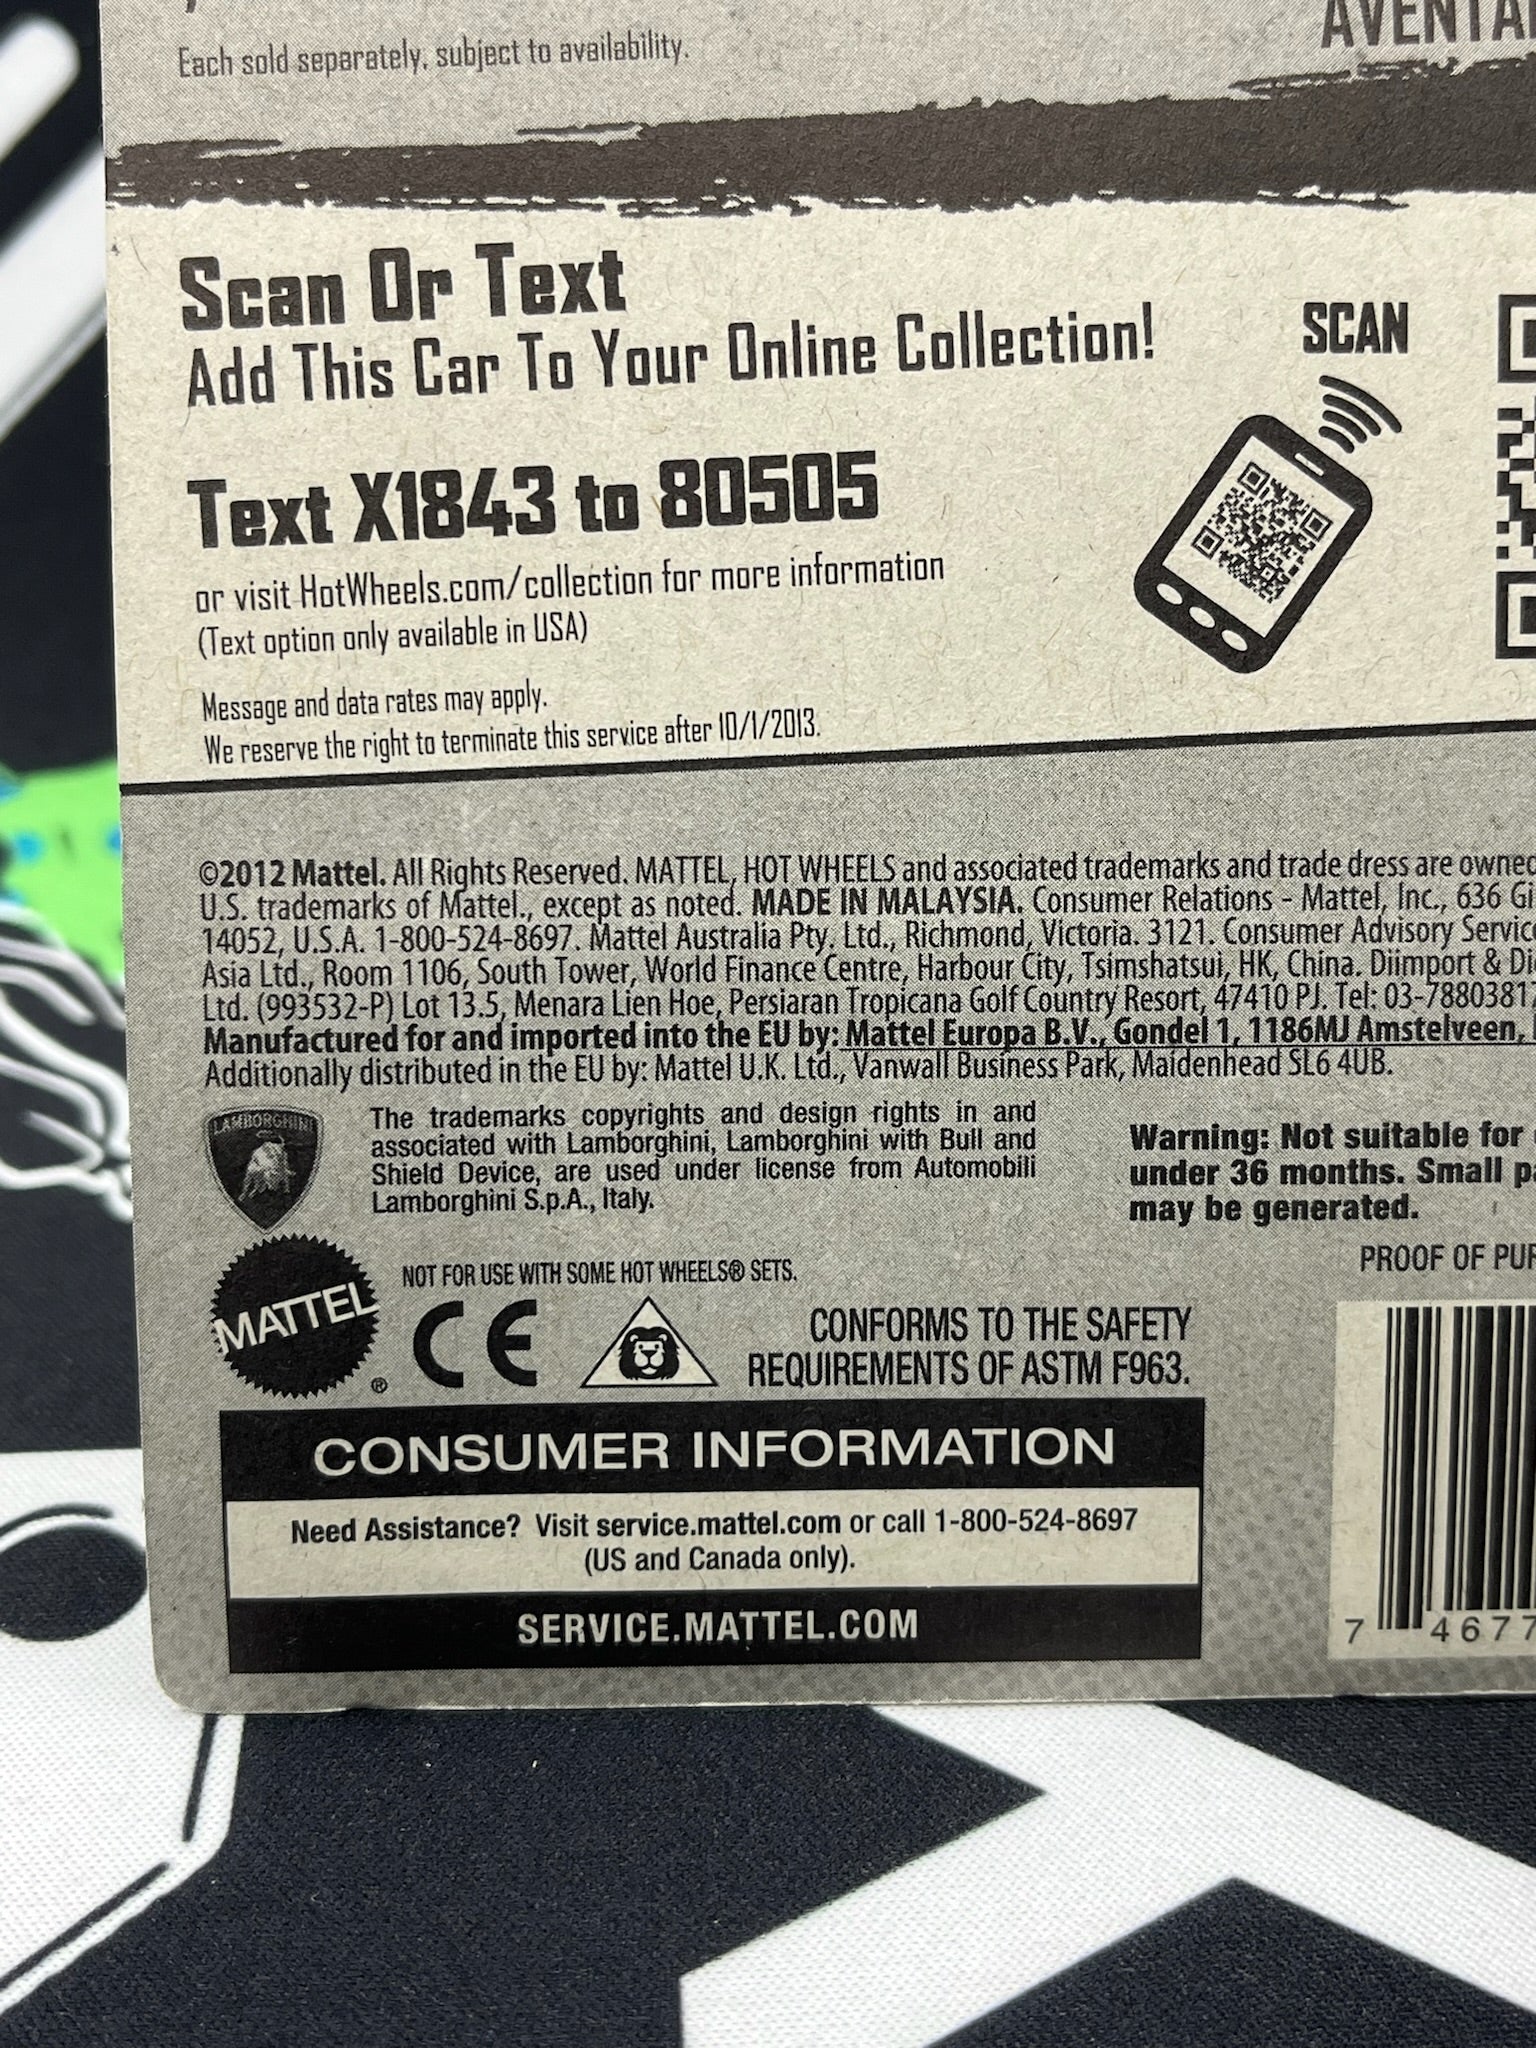 Each sold separately, subject to availability.
Scan Or Text
Add This Car To Your Online Collection!
SCAN
Text X1843 to 80505
or visit HotWheels.com/collection for more information
(Text option only available in USA)
Message and data rates may apply.
We reserve the right to terminate this service after 10/1/2013.
©2012 Mattel. All Rights Reserved. MATTEL, HOT WHEELS and associated trademarks and trade dress are owned
U.S. trademarks of Mattel., except as noted. MADE IN MALAYSIA. Consumer Relations - Mattel, Inc., 636
14052, U.S.A. 1-800-524-8697. Mattel Australia Pty. Ltd., Richmond, Victoria. 3121. Consumer Advisory
Asia Ltd., Room 1106, South Tower, World Finance Centre, Harbour City, Tsimshatsui, HK, China. Diimport &
Ltd. (993532-P) Lot 13.5, Menara Lien Hoe, Persiaran Tropicana Golf Country Resort, 47410 PJ. Tel: 03-7880381
Manufactured for and imported into the EU by: Mattel Europa B.V., Gondel 1, 1186MJ Amstelveen,
Additionally distributed in the EU by: Mattel U.K. Ltd., Vanwall Business Park, Maidenhead SL6 4UB.
LAMBORGHINI
The trademarks copyrights and design rights in and
associated with Lamborghini, Lamborghini with Bull and
Shield Device, are used under license from Automobili
Lamborghini S.p.A., Italy.
Warning: Not suitable for
under 36 months. Small
may be generated.
PROOF OF
MATTEL ®
NOT FOR USE WITH SOME HOT WHEELS® SETS.
CE
CONFORMS TO THE SAFETY
REQUIREMENTS OF ASTM F963.
CONSUMER INFORMATION
Need Assistance? Visit service.mattel.com or call 1-800-524-8697
(US and Canada only).
SERVICE.MATTEL.COM
7 4677